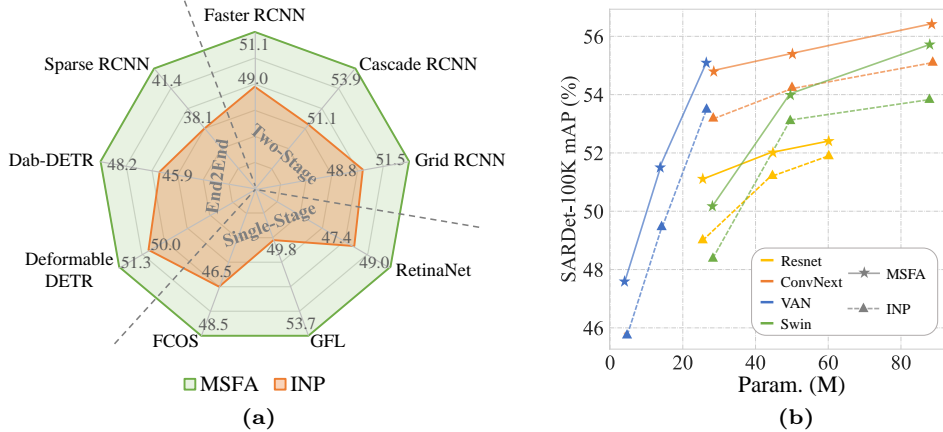 Faster RCNN
51.1
49.0
Cascade RCNN
53.9
51.1
Grid RCNN
51.5
48.8
RetinaNet
49.0
47.4
GFL
53.7
49.8
FCOS
48.5
46.5
Deformable
DETR
51.3
50.0
Dab-DETR
48.2
45.9
Sparse RCNN
41.4
38.1
Two-Stage
Single-Stage
End2End
MSFA
INP
(a)
SARDet-100K mAP (%)
56
54
52
50
48
46
0
20
40
60
80
Param. (M)
Resnet
ConvNext
VAN
Swin
MSFA
INP
(b)